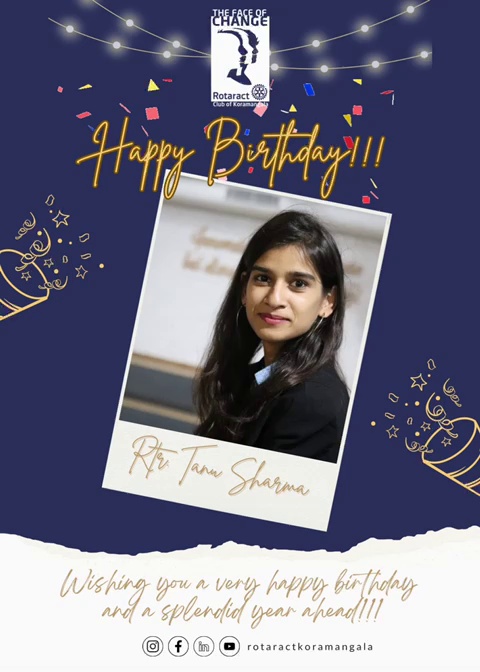 THE FACE OF
CHANGE
Rotaract
Club of Koramangala
Happy Birthday!!!
Rtr. Tanu Sharma
Wishing you a very happy birthday
and a splendid year ahead!!!
rotaractkoramangala